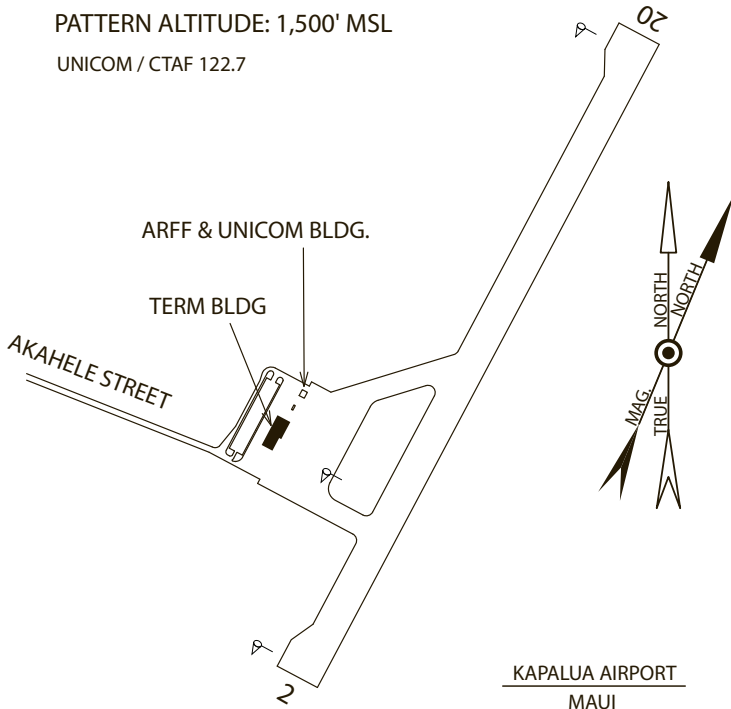 PATTERN ALTITUDE: 1,500' MSL
UNICOM / CTAF 122.7
20
ARFF & UNICOM BLDG.
TERM BLDG
AKAHELE STREET
NORTH
NORTH
MAG.
TRUE
2
KAPALUA AIRPORT
MAUI